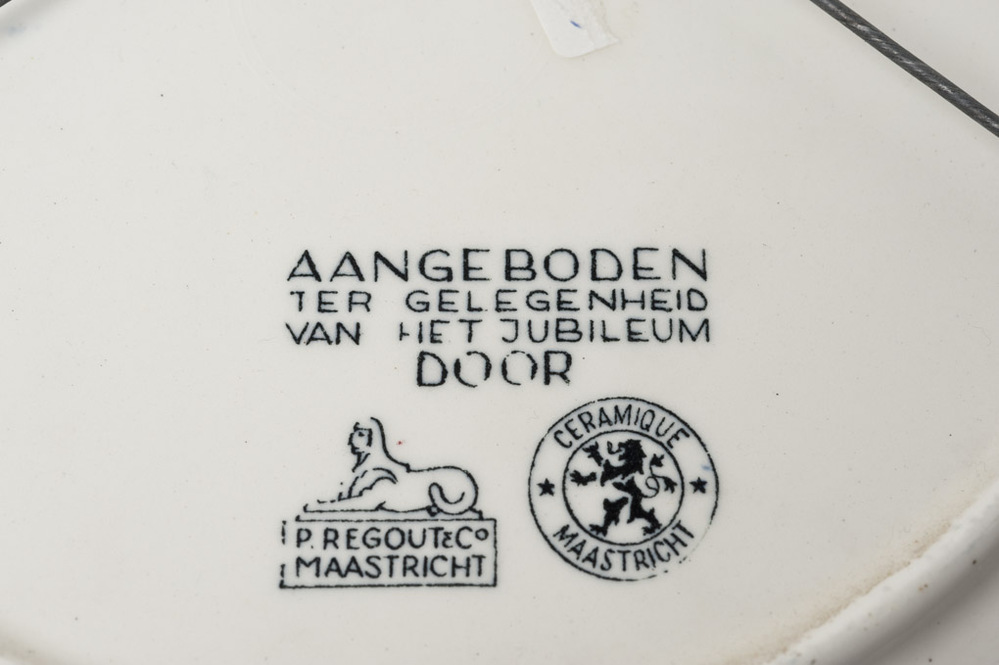 AANGEBODEN
TER GELEGENHEID
VAN HET JUBILEUM
DOOR
P. REGOUT & Cº
MAASTRICHT
CERAMIQUE
MAASTRICHT